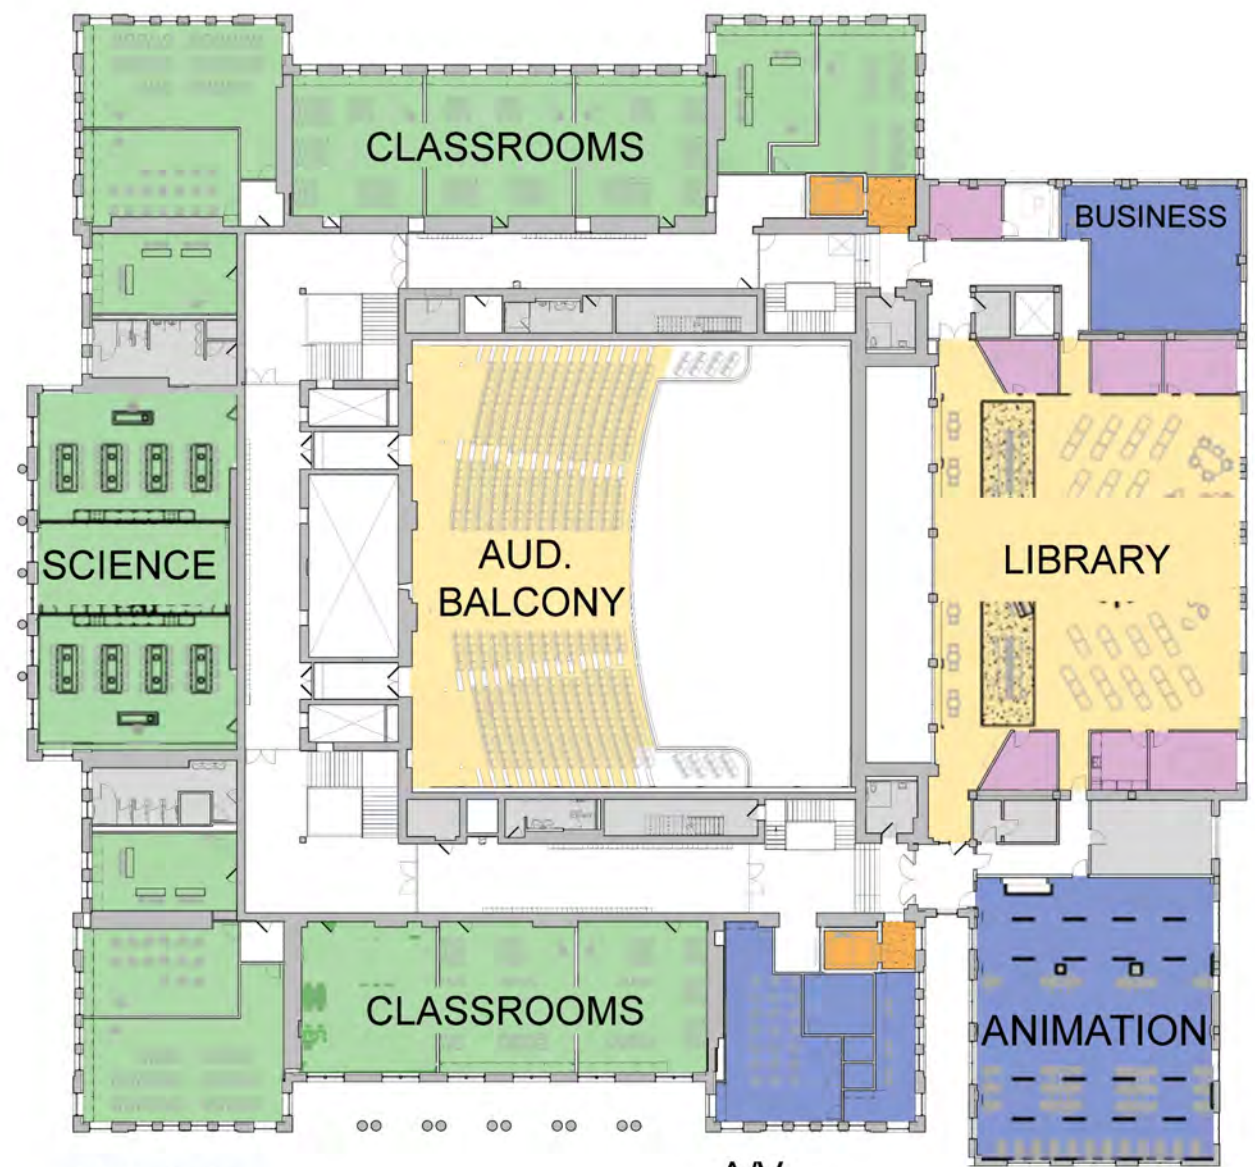 CLASSROOMS
BUSINESS
SCIENCE
AUD.
BALCONY
LIBRARY
CLASSROOMS
ANIMATION